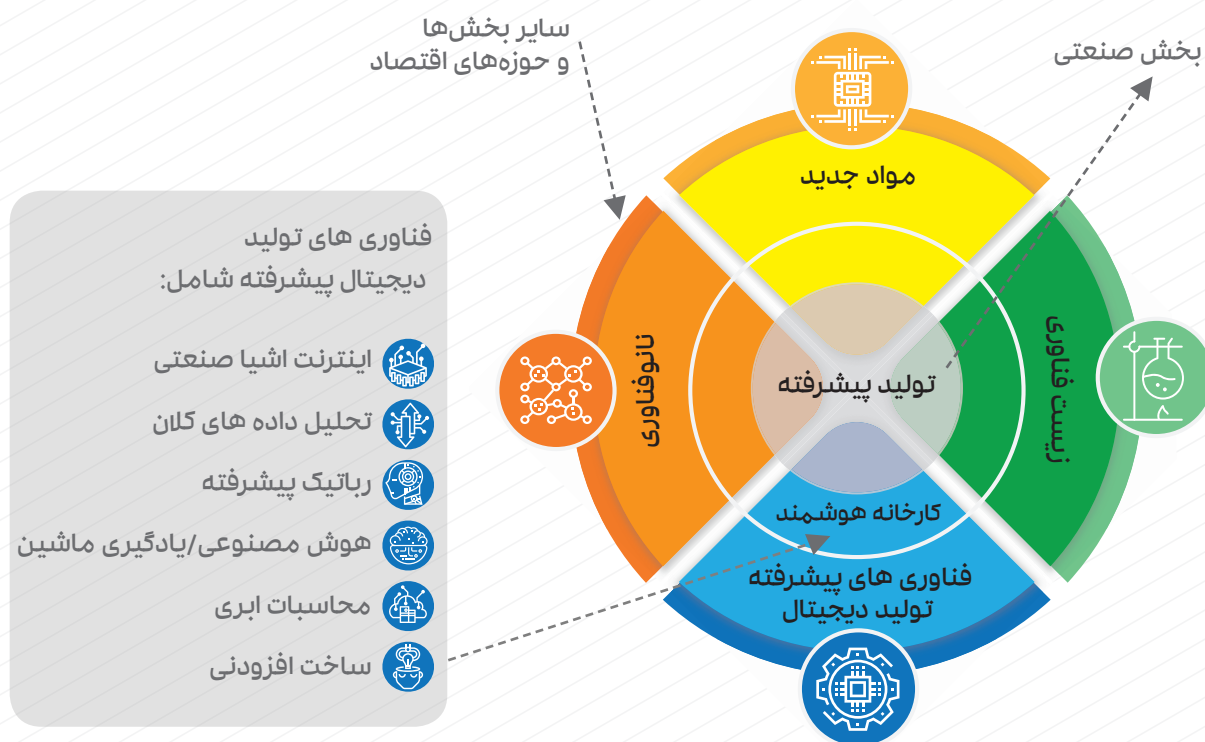 سایر بخش‌ها
و حوزه‌های اقتصاد
بخش صنعتی
مواد جدید
نانوفناوری
زیست فناوری
تولید پیشرفته
کارخانه هوشمند
فناوری های پیشرفته
تولید دیجیتال
فناوری های تولید
دیجیتال پیشرفته شامل:
اینترنت اشیا صنعتی
تحلیل داده های کلان
رباتیک پیشرفته
هوش مصنوعی/یادگیری ماشین
محاسبات ابری
ساخت افزودنی